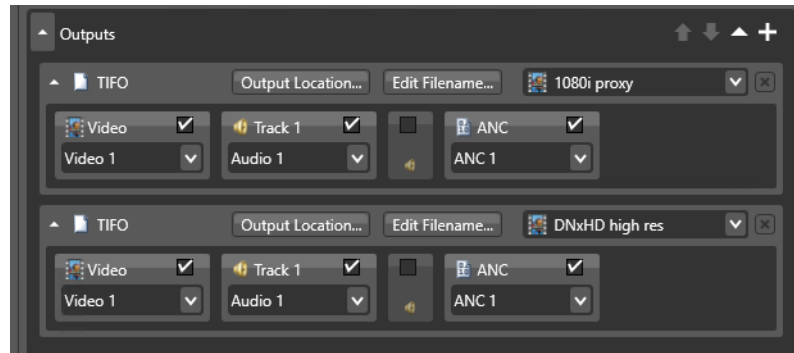 Outputs
TIFO Output Location... Edit Filename... 1080i proxy
Video Track 1 ANC
Video 1 Audio 1 ANC 1
TIFO Output Location... Edit Filename... DNxHD high res
Video Track 1 ANC
Video 1 Audio 1 ANC 1